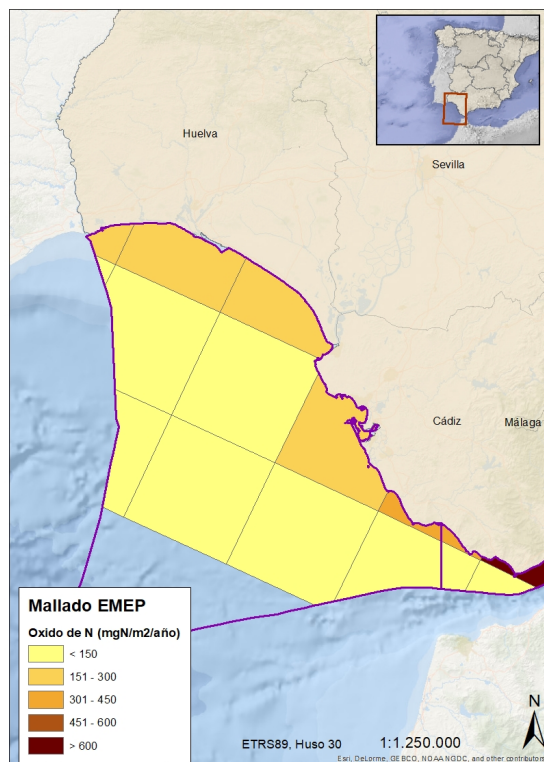 Huelva
Sevilla
Cádiz
Málaga
Mallado EMEP
Oxido de N (mgN/m2/año)
< 150
151 - 300
301 - 450
451 - 600
> 600
N
ETRS89, Huso 30
1:1.250.000
Esri, DeLorme, GEBCO, NOAA NGDC, and other contributors